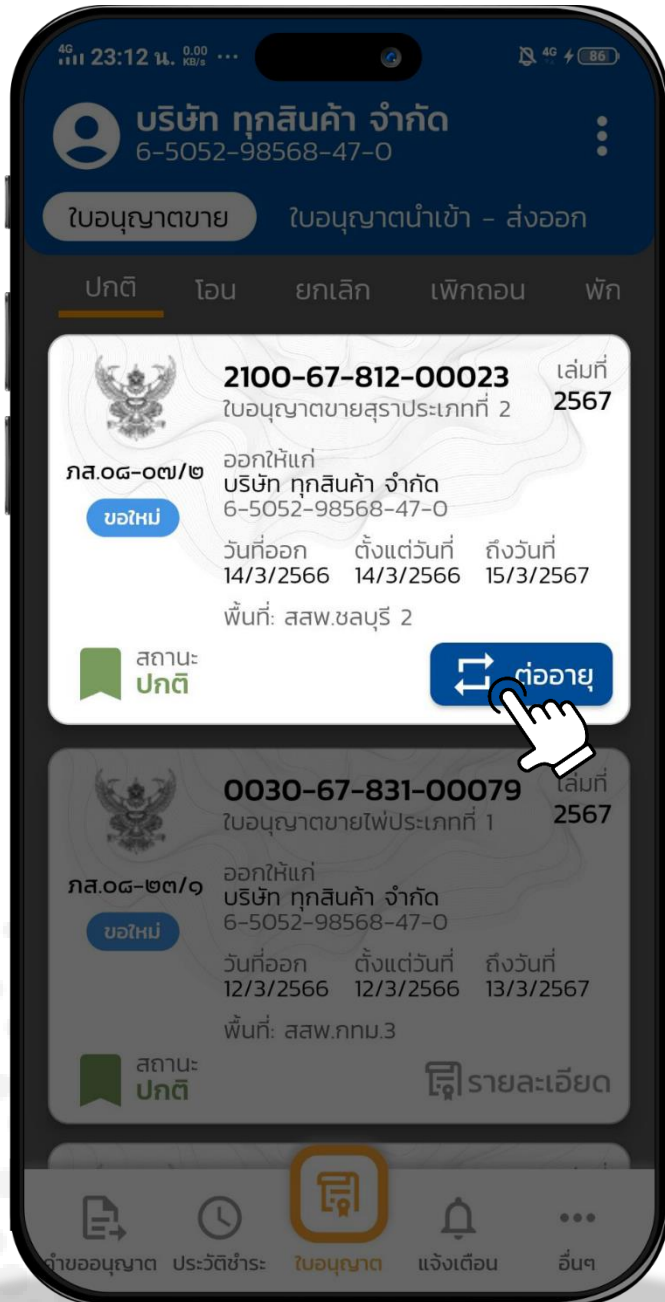 4G 23:12 น. 0.00 KB/s ... 4G 86
บริษัท ทุกสินค้า จำกัด
6-5052-98568-47-0
ใบอนุญาตขาย ใบอนุญาตนำเข้า - ส่งออก
ปกติ โอน ยกเลิก เพิกถอน พัก
2100-67-812-00023 เล่มที่
ใบอนุญาตขายสุราประเภทที่ 2 2567
ภส.๐๘-๐๗/๒ ออกให้แก่
บริษัท ทุกสินค้า จำกัด
ขอใหม่ 6-5052-98568-47-0
วันที่ออก ตั้งแต่วันที่ ถึงวันที่
14/3/2566 14/3/2566 15/3/2567
พื้นที่: สสพ.ชลบุรี 2
สถานะ
ปกติ ต่ออายุ
0030-67-831-00079 เล่มที่
ใบอนุญาตขายไพ่ประเภทที่ 1 2567
ภส.๐๘-๒๓/๑ ออกให้แก่
บริษัท ทุกสินค้า จำกัด
ขอใหม่ 6-5052-98568-47-0
วันที่ออก ตั้งแต่วันที่ ถึงวันที่
12/3/2566 12/3/2566 13/3/2567
พื้นที่: สสพ.กทม.3
สถานะ
ปกติ รายละเอียด
คำขออนุญาต ประวัติชำระ ใบอนุญาต แจ้งเตือน อื่นๆ